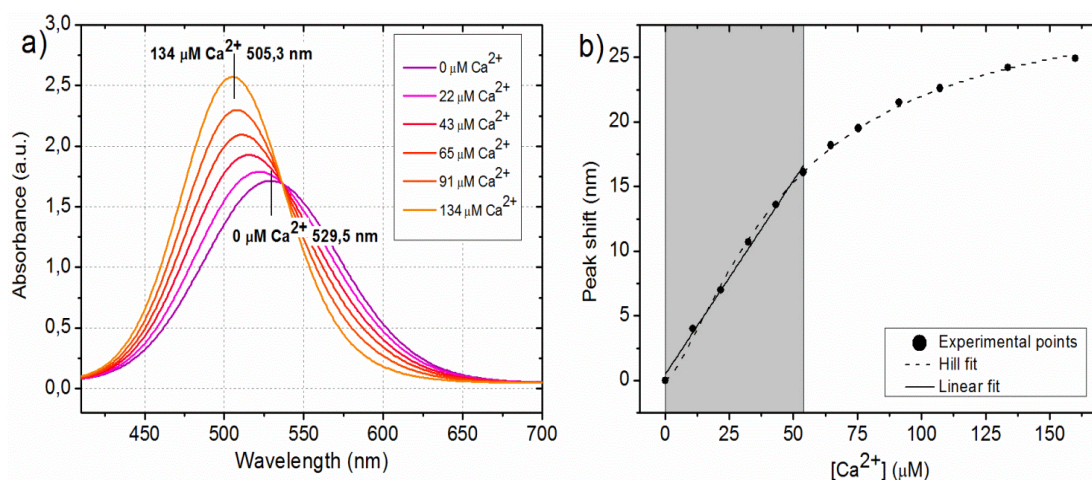 a)
3,0
2,5
2,0
1,5
1,0
0,5
0,0
Absorbance (a.u.)
134 μM Ca²⁺ 505,3 nm
0 μM Ca²⁺ 529,5 nm
0 μM Ca²⁺
22 μM Ca²⁺
43 μM Ca²⁺
65 μM Ca²⁺
91 μM Ca²⁺
134 μM Ca²⁺
450 500 550 600 650 700
Wavelength (nm)
b)
25
20
15
10
5
0
Peak shift (nm)
Experimental points
Hill fit
Linear fit
0 25 50 75 100 125 150
[Ca²⁺] (μM)